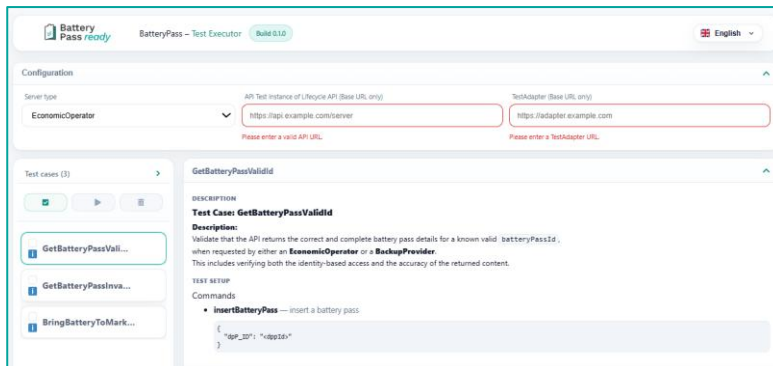 Battery
Pass ready
BatteryPass – Test Executor
Build 0.1.0
English
Configuration
Server type
EconomicOperator
API Test Instance of Lifecycle API (Base URL only)
https://api.example.com/server
Please enter a valid API URL.
TestAdapter (Base URL only)
https://adapter.example.com
Please enter a TestAdapter URL.
Test cases (3)
GetBatteryPassVali...
GetBatteryPassInva...
BringBatteryToMark...
GetBatteryPassValidId
DESCRIPTION
Test Case: GetBatteryPassValidId
Description:
Validate that the API returns the correct and complete battery pass details for a known valid batteryPassId,
when requested by either an EconomicOperator or a BackupProvider.
This includes verifying both the identity-based access and the accuracy of the returned content.
TEST SETUP
Commands
• insertBatteryPass — insert a battery pass
{
"dpP_ID": "<dppId>"
}